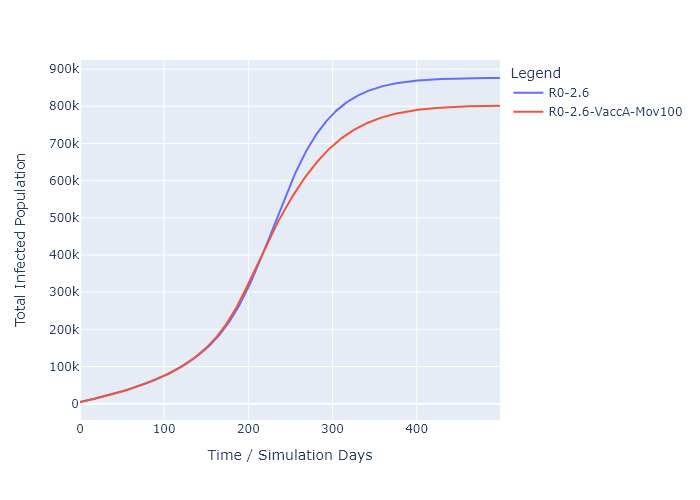 900k
800k
700k
600k
500k
400k
300k
200k
100k
0
0 100 200 300 400
Time / Simulation Days
Total Infected Population
Legend
R0-2.6
R0-2.6-VaccA-Mov100